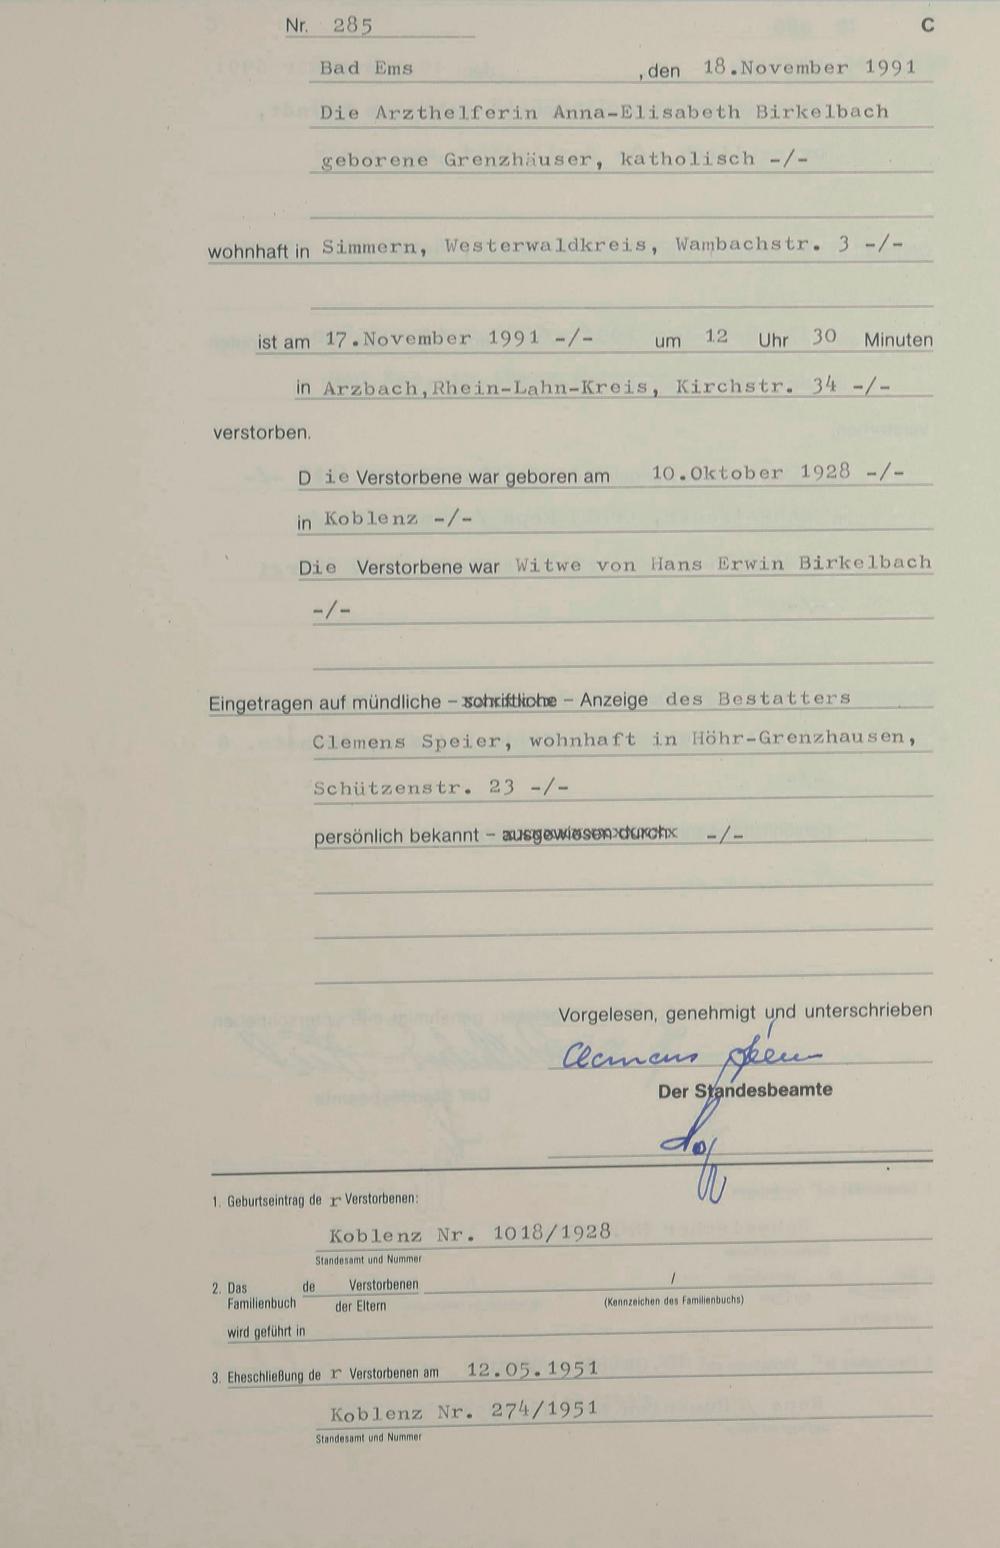 Nr. 285 C
Bad Ems , den 18.November 1991
Die Arzthelferin Anna-Elisabeth Birkelbach
geborene Grenzhäuser, katholisch -/-
wohnhaft in Simmern, Westerwaldkreis, Wambachstr. 3 -/-
ist am 17.November 1991 -/- um 12 Uhr 30 Minuten
in Arzbach,Rhein-Lahn-Kreis, Kirchstr. 34 -/-
verstorben.
D ie Verstorbene war geboren am 10.Oktober 1928 -/-
in Koblenz -/-
Die Verstorbene war Witwe von Hans Erwin Birkelbach
-/-
Eingetragen auf mündliche – schriftliche – Anzeige des Bestatters
Clemens Speier, wohnhaft in Höhr-Grenzhausen,
Schützenstr. 23 -/-
persönlich bekannt – ausgewiesen durch -/-
Vorgelesen, genehmigt und unterschrieben
Clemens Speier
Der Standesbeamte
1. Geburtseintrag de r Verstorbenen:
Koblenz Nr. 1018/1928
Standesamt und Nummer
2. Das de Verstorbenen /
Familienbuch der Eltern (Kennzeichen des Familienbuchs)
wird geführt in
3. Eheschließung de r Verstorbenen am 12.05.1951
Koblenz Nr. 274/1951
Standesamt und Nummer